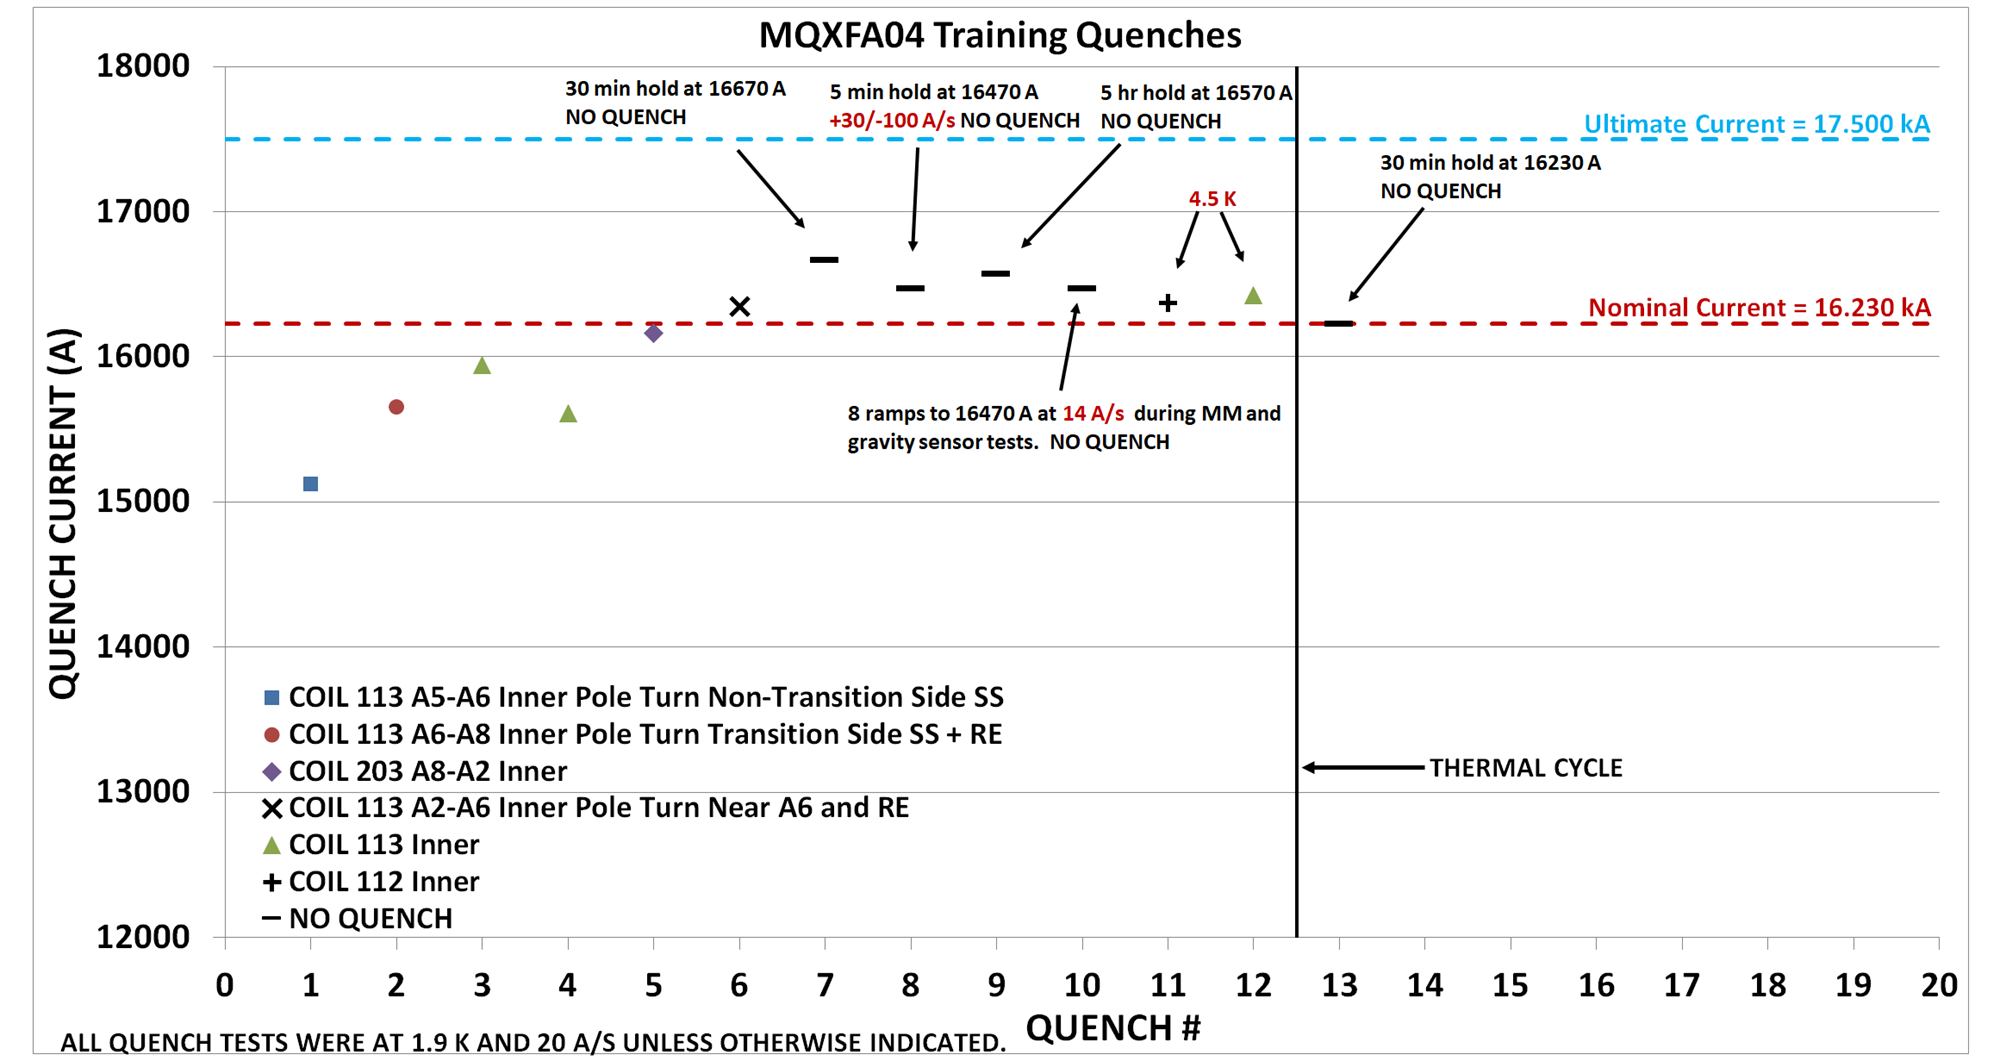 MQXFA04 Training Quenches
18000
17000
16000
15000
14000
13000
12000
QUENCH CURRENT (A)
30 min hold at 16670 A
NO QUENCH
5 min hold at 16470 A
+30/-100 A/s NO QUENCH
5 hr hold at 16570 A
NO QUENCH
Ultimate Current = 17.500 kA
30 min hold at 16230 A
NO QUENCH
4.5 K
Nominal Current = 16.230 kA
8 ramps to 16470 A at 14 A/s during MM and
gravity sensor tests. NO QUENCH
COIL 113 A5-A6 Inner Pole Turn Non-Transition Side SS
COIL 113 A6-A8 Inner Pole Turn Transition Side SS + RE
COIL 203 A8-A2 Inner
COIL 113 A2-A6 Inner Pole Turn Near A6 and RE
COIL 113 Inner
COIL 112 Inner
NO QUENCH
THERMAL CYCLE
0 1 2 3 4 5 6 7 8 9 10 11 12 13 14 15 16 17 18 19 20
QUENCH #
ALL QUENCH TESTS WERE AT 1.9 K AND 20 A/S UNLESS OTHERWISE INDICATED.